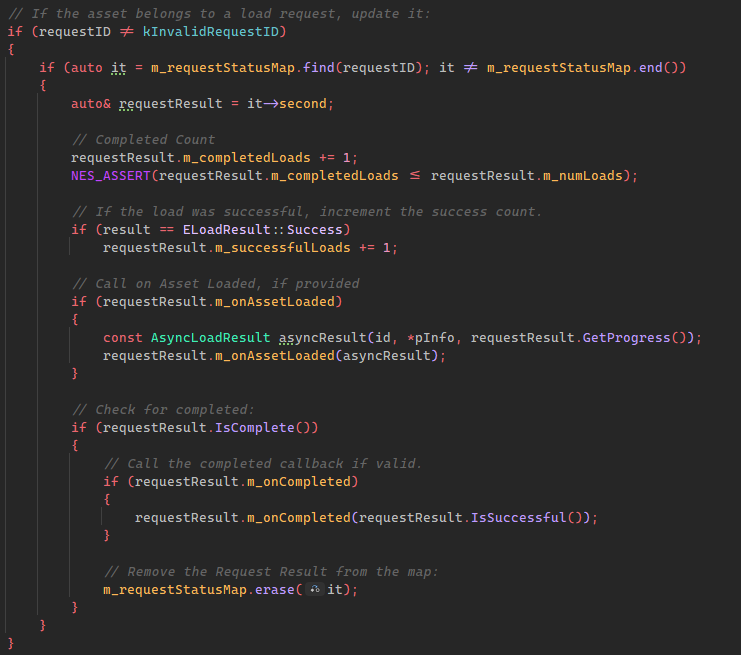 // If the asset belongs to a load request, update it:
if (requestID ≠ kInvalidRequestID)
{
if (auto it = m_requestStatusMap.find(requestID); it ≠ m_requestStatusMap.end())
{
auto& requestResult = it→second;
// Completed Count
requestResult.m_completedLoads += 1;
NES_ASSERT(requestResult.m_completedLoads ≤ requestResult.m_numLoads);
// If the load was successful, increment the success count.
if (result == ELoadResult::Success)
requestResult.m_successfulLoads += 1;
// Call on Asset Loaded, if provided
if (requestResult.m_onAssetLoaded)
{
const AsyncLoadResult asyncResult(id, *pInfo, requestResult.GetProgress());
requestResult.m_onAssetLoaded(asyncResult);
}
// Check for completed:
if (requestResult.IsComplete())
{
// Call the completed callback if valid.
if (requestResult.m_onCompleted)
{
requestResult.m_onCompleted(requestResult.IsSuccessful());
}
// Remove the Request Result from the map:
m_requestStatusMap.erase(it);
}
}
}